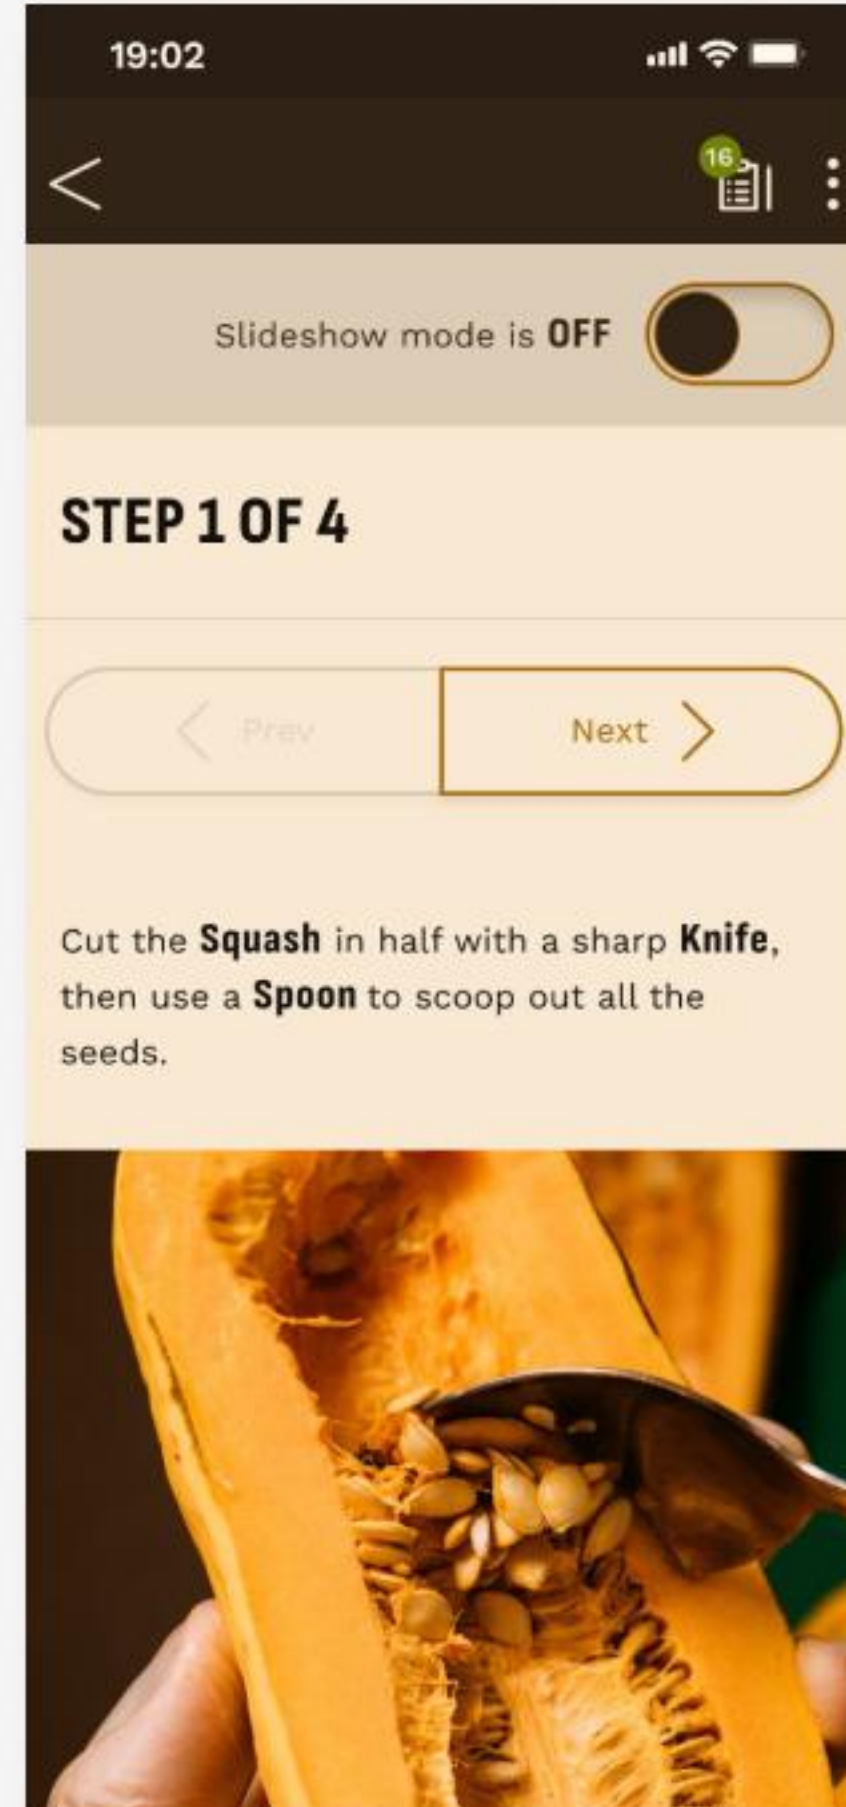 19:02
16
Slideshow mode is OFF
STEP 1 OF 4
Prev
Next
Cut the Squash in half with a sharp Knife,
then use a Spoon to scoop out all the
seeds.